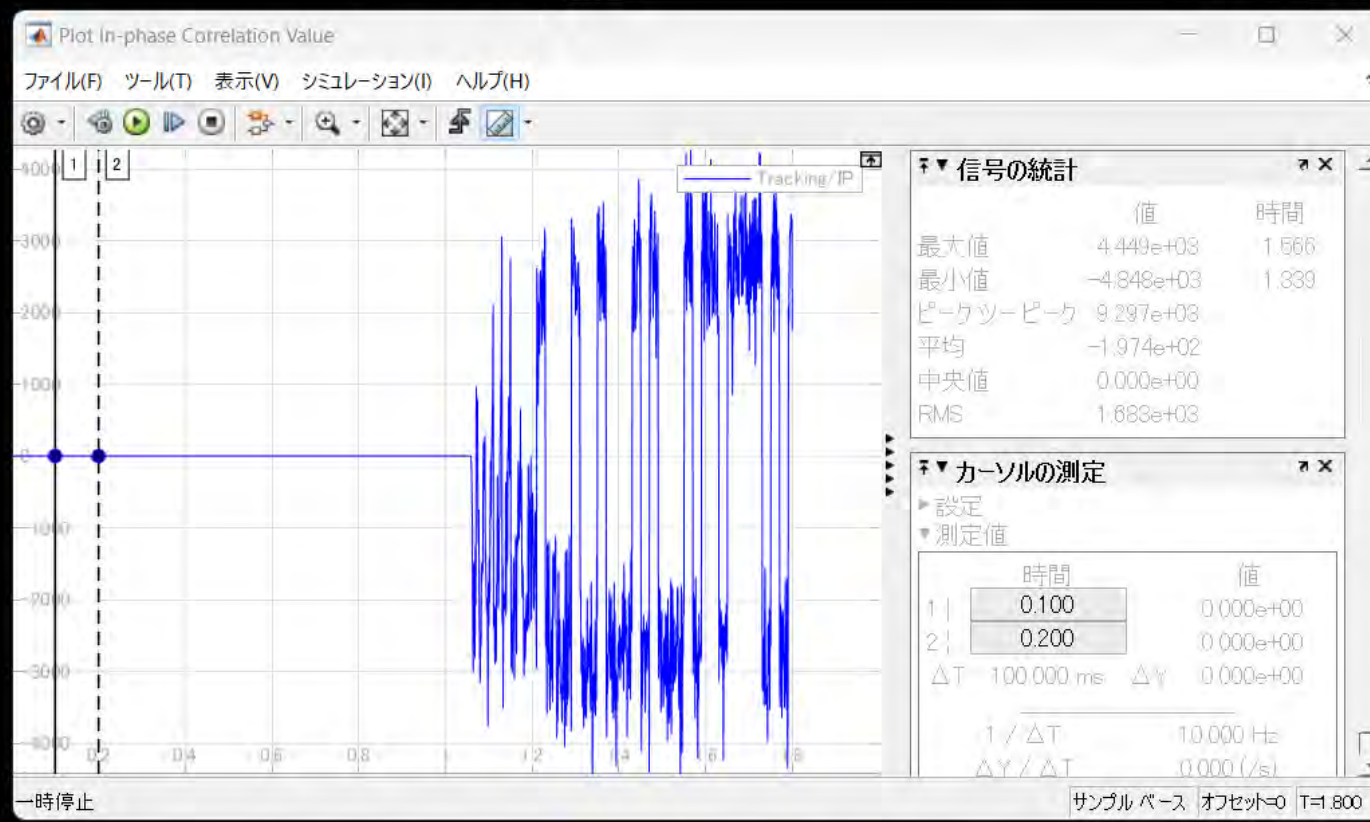 Plot In-phase Correlation Value
ファイル(F) ツール(T) 表示(V) シミュレーション(I) ヘルプ(H)
4000 1 2
Tracking/IP
3000
2000
1000
0
-1000
-2000
-3000
-4000
0.2 0.4 0.6 0.8 1 1.2 1.4 1.6 1.8
信号の統計
値 時間
最大値 4.449e+03 1.566
最小値 -4.848e+03 1.339
ピークツーピーク 9.297e+03
平均 -1.974e+02
中央値 0.000e+00
RMS 1.683e+03
カーソルの測定
設定
測定値
時間 値
1 | 0.100 0.000e+00
2 ¦ 0.200 0.000e+00
△T 100.000 ms △Y 0.000e+00
1 / △T 10.000 Hz
△Y / △T 0.000 (/s)
一時停止
サンプル ベース オフセット=0 T=1.800